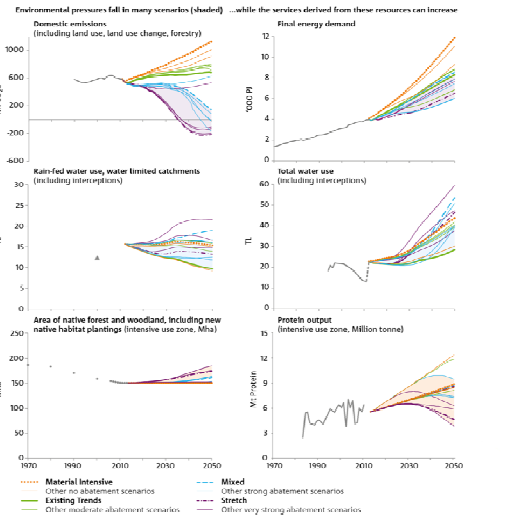 Environmental pressures fall in many scenarios (shaded) ...while the services derived from these resources can increase
Domestic emissions
(including land use, land use change, forestry)
1000
600
200
-200
-600
Final energy demand
'000 PJ
12
10
8
6
4
2
0
Rain-fed water use, water limited catchments
(including interceptions)
30
25
20
15
10
5
0
Total water use
(including interceptions)
TL
60
50
40
30
20
10
0
Area of native forest and woodland, including new
native habitat plantings (intensive use zone, Mha)
250
200
150
100
50
0
1970 1990 2010 2030 2050
Protein output
(intensive use zone, Million tonne)
Mt Protein
15
12
9
6
3
0
1970 1990 2010 2030 2050
Material Intensive
Other no abatement scenarios
Existing Trends
Other moderate abatement scenarios
Mixed
Other strong abatement scenarios
Stretch
Other very strong abatement scenarios